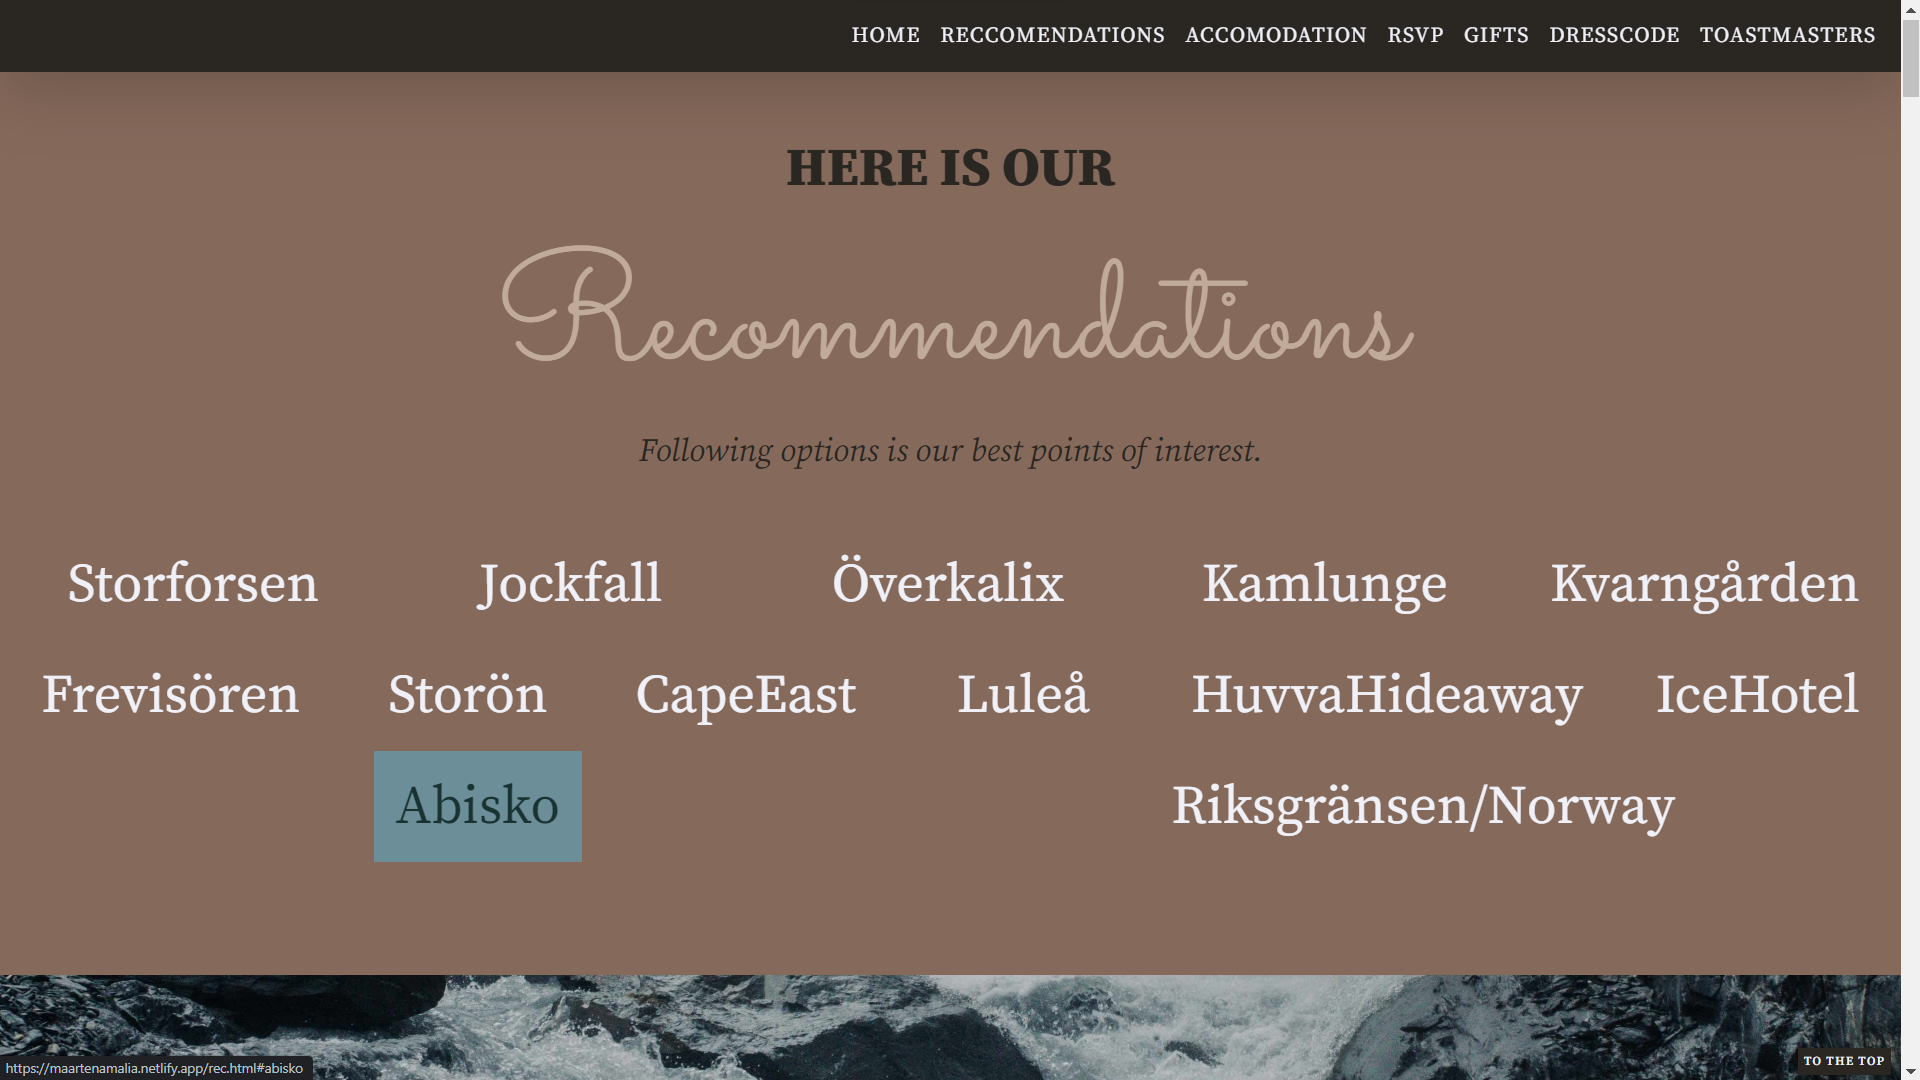 HOME RECCOMENDATIONS ACCOMODATION RSVP GIFTS DRESSCODE TOASTMASTERS
HERE IS OUR
Recommendations
Following options is our best points of interest.
Storforsen Jockfall Överkalix Kamlunge Kvarngården
Frevisören Storön CapeEast Luleå HuvvaHideaway IceHotel
Abisko Riksgränsen/Norway
TO THE TOP
https://maartenamalia.netlify.app/rec.html#abisko